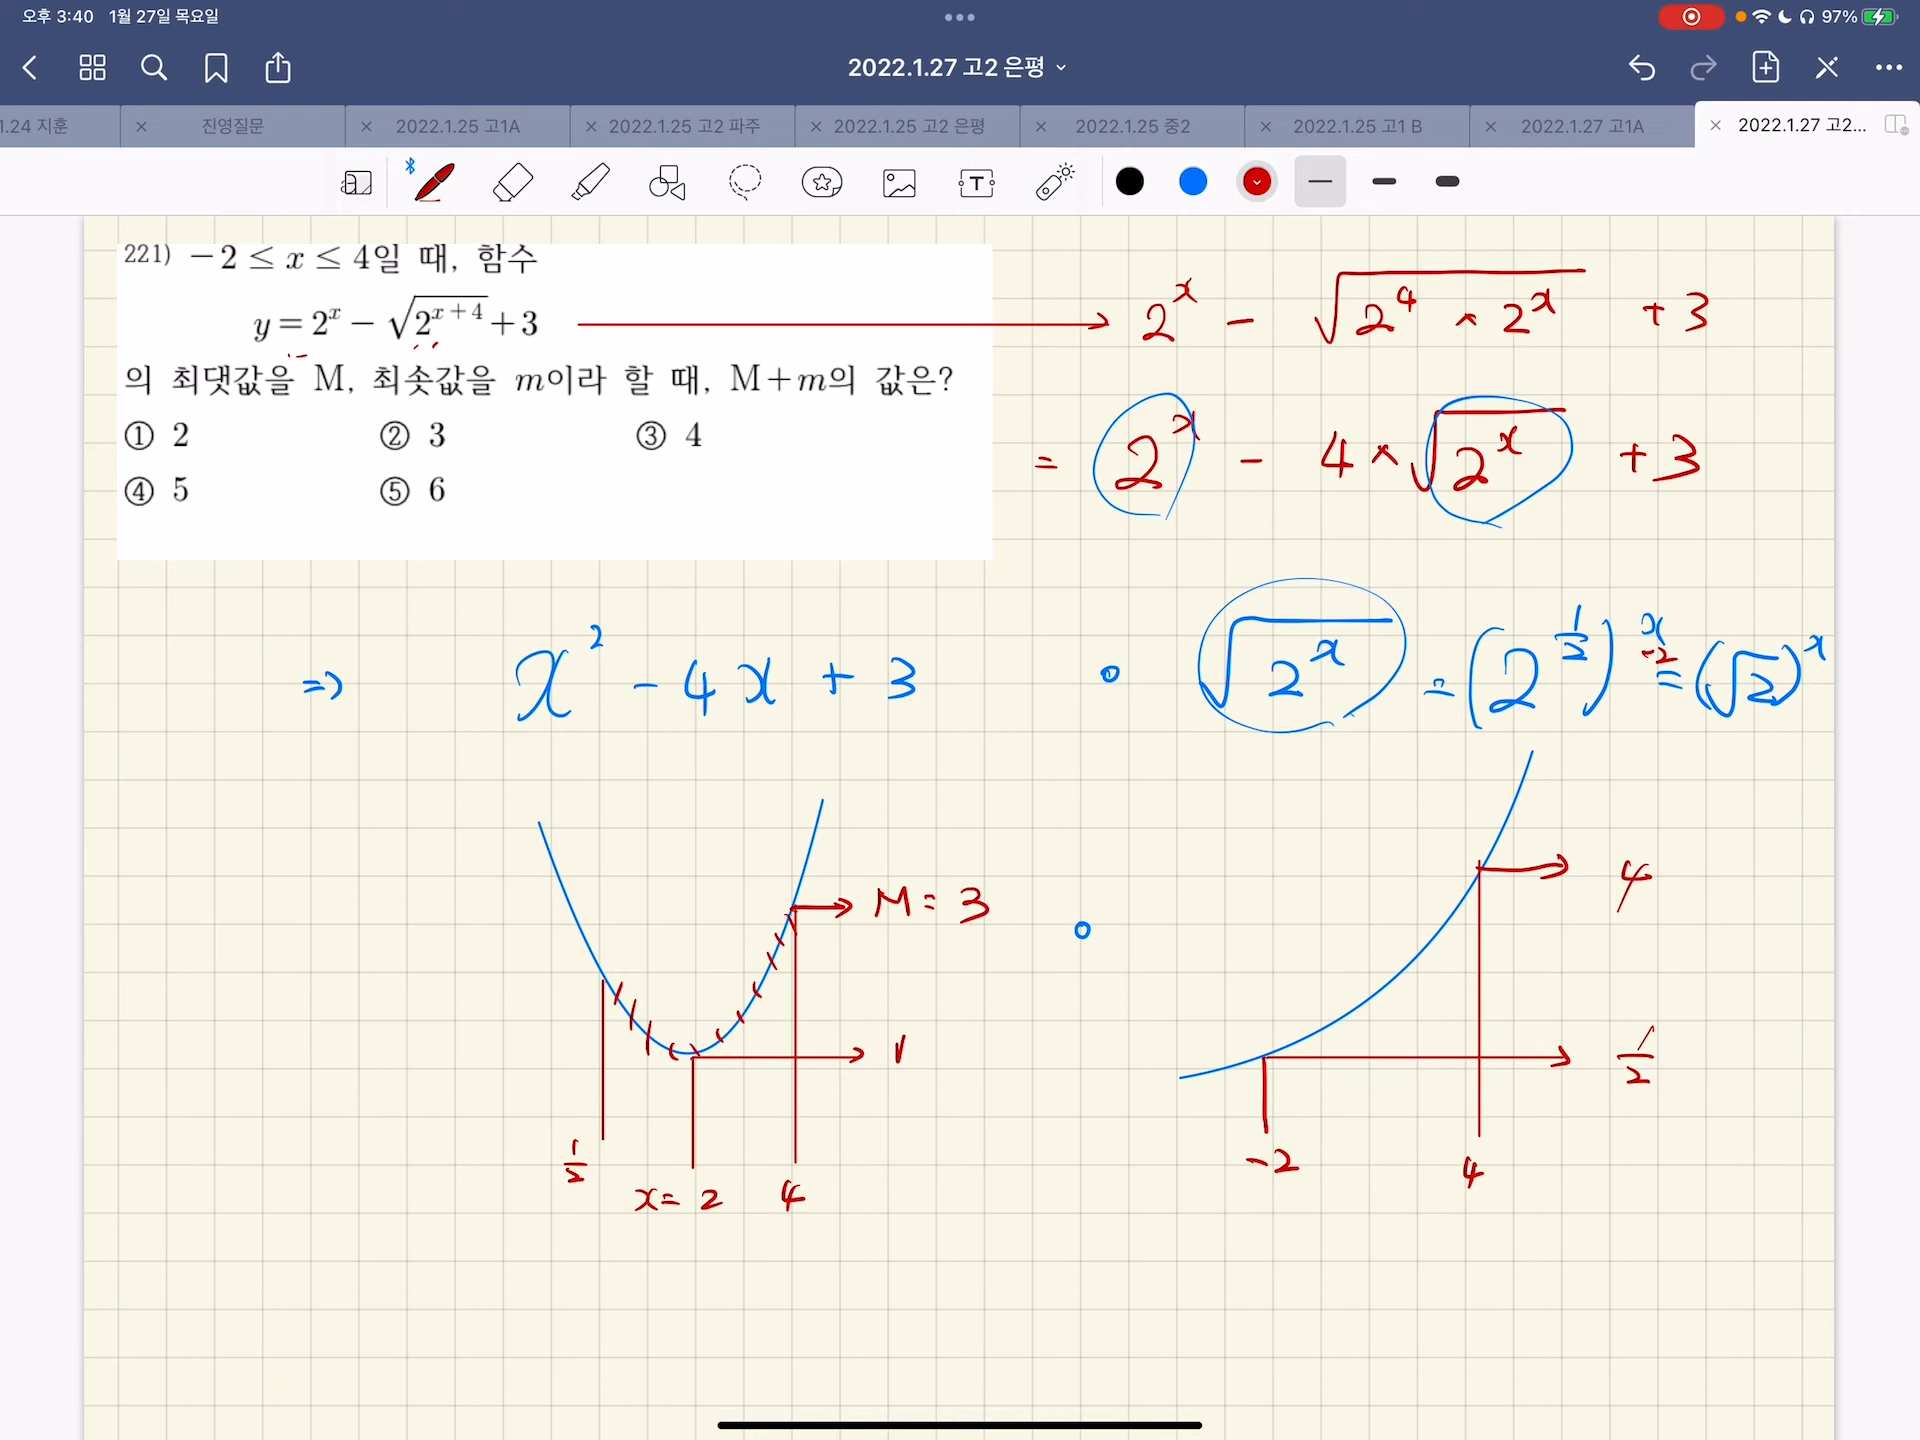 오후 3:40 1월 27일 목요일
97%
2022.1.27 고2 은평
1.24 지훈
진영질문
2022.1.25 고1A
2022.1.25 고2 파주
2022.1.25 고2 은평
2022.1.25 중2
2022.1.25 고1 B
2022.1.27 고1A
2022.1.27 고2...
221) −2 ≤ x ≤ 4일 때, 함수
y = 2^x − √(2^(x+4)) + 3
의 최댓값을 M, 최솟값을 m이라 할 때, M+m의 값은?
① 2 ② 3 ③ 4
④ 5 ⑤ 6
2^x − √(2^4 × 2^x) + 3
= 2^x − 4 × √(2^x) + 3
⇒ x^2 − 4x + 3
√(2^x) = (2^(1/2))^x = (√2)^x
-2
M = 3
1/2
x = 2
4
4
1/2
-2
4